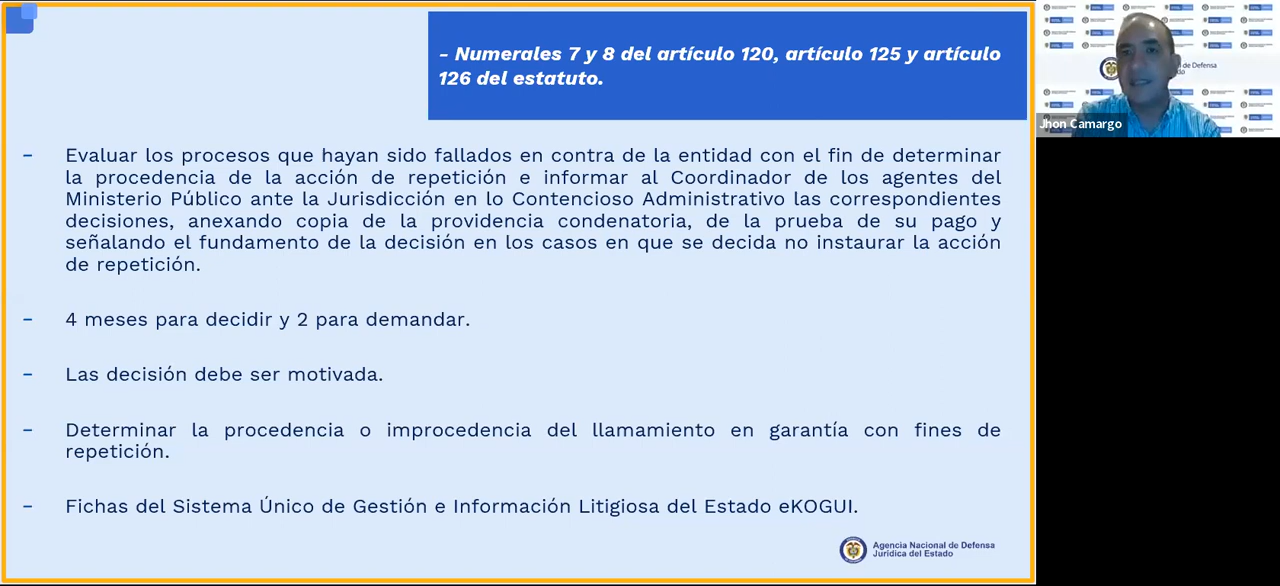 - Numerales 7 y 8 del artículo 120, artículo 125 y artículo
126 del estatuto.
- Evaluar los procesos que hayan sido fallados en contra de la entidad con el fin de determinar
la procedencia de la acción de repetición e informar al Coordinador de los agentes del
Ministerio Público ante la Jurisdicción en lo Contencioso Administrativo las correspondientes
decisiones, anexando copia de la providencia condenatoria, de la prueba de su pago y
señalando el fundamento de la decisión en los casos en que se decida no instaurar la acción
de repetición.
- 4 meses para decidir y 2 para demandar.
- Las decisión debe ser motivada.
- Determinar la procedencia o improcedencia del llamamiento en garantía con fines de
repetición.
- Fichas del Sistema Único de Gestión e Información Litigiosa del Estado eKOGUI.
Agencia Nacional de Defensa
Jurídica del Estado
de Defensa
Jhon Camargo